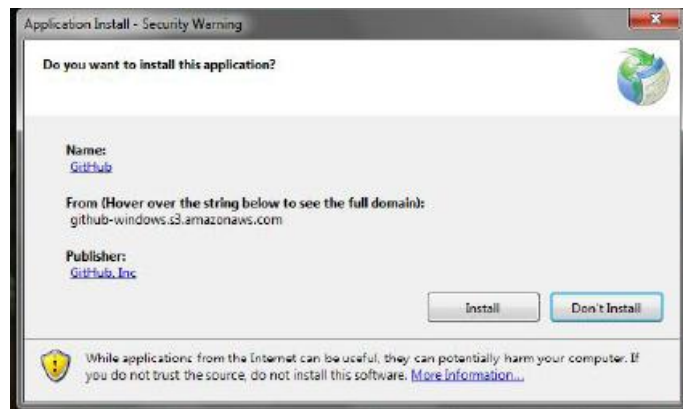 Application Install - Security Warning
Do you want to install this application?
Name:
GitHub
From (Hover over the string below to see the full domain):
github-windows.s3.amazonaws.com
Publisher:
GitHub, Inc
Install
Don't Install
While applications from the Internet can be useful, they can potentially harm your computer. If
you do not trust the source, do not install this software. More Information...